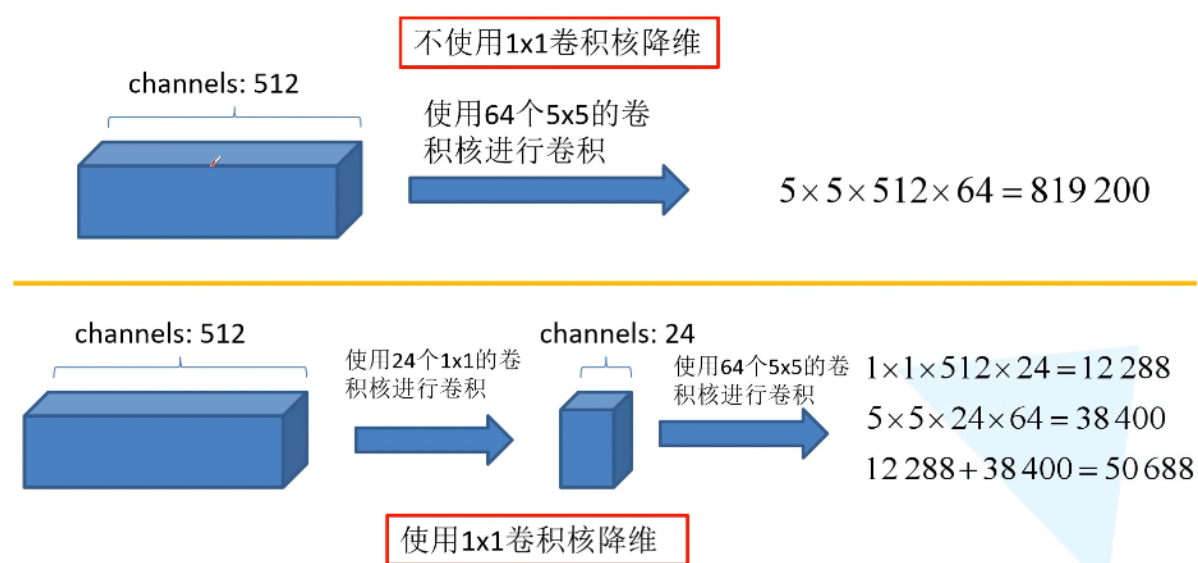 不使用1x1卷积核降维
channels: 512
使用64个5x5的卷
积核进行卷积
5×5×512×64=819 200
channels: 512
使用24个1x1的卷
积核进行卷积
channels: 24
使用64个5x5的卷
积核进行卷积
1×1×512×24=12 288
5×5×24×64=38 400
12 288+38 400=50 688
使用1x1卷积核降维